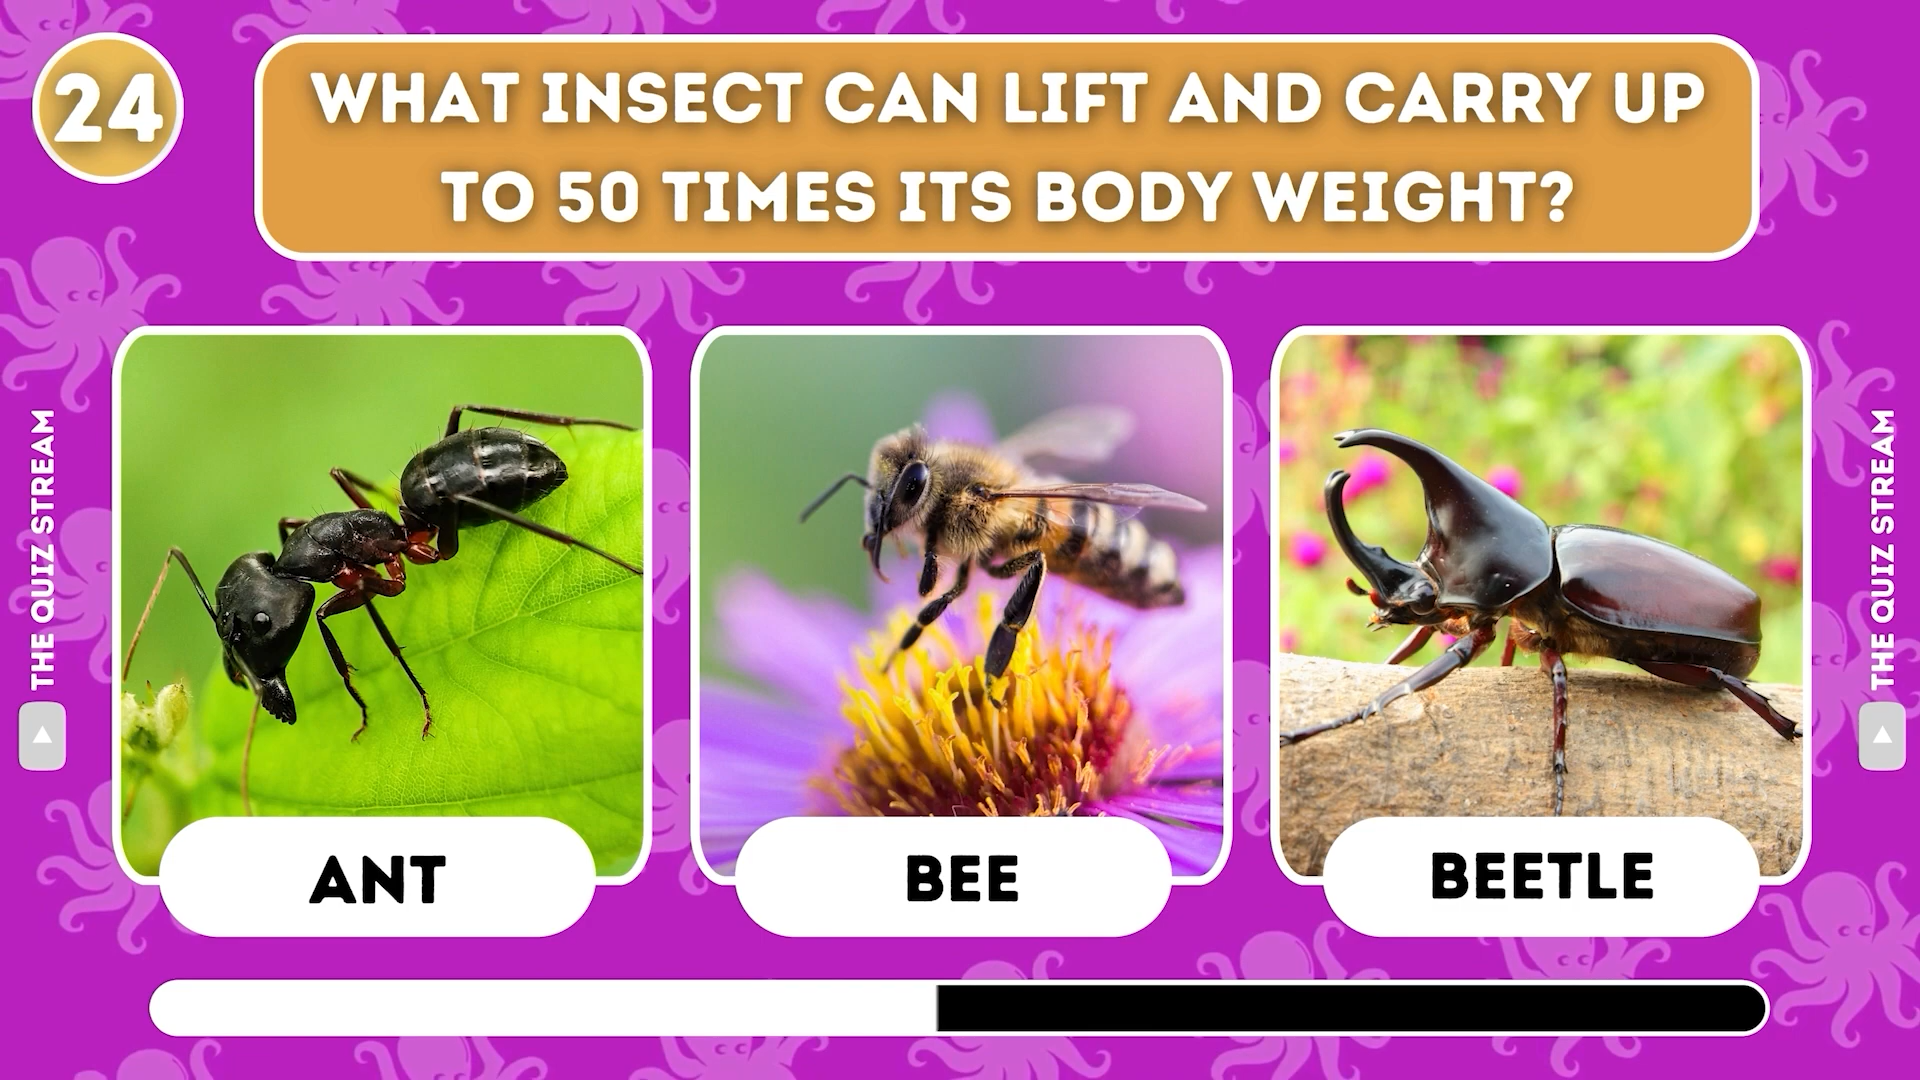 24
WHAT INSECT CAN LIFT AND CARRY UP
TO 50 TIMES ITS BODY WEIGHT?
THE QUIZ STREAM
THE QUIZ STREAM
ANT
BEE
BEETLE